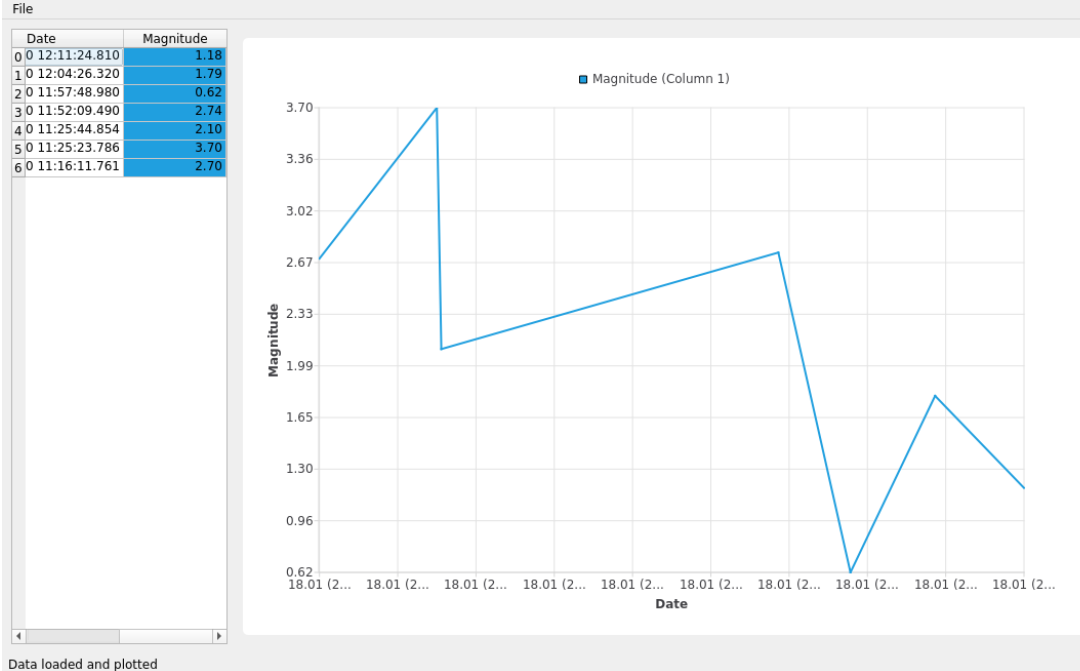 File
Date Magnitude
0 0 12:11:24.810 1.18
1 0 12:04:26.320 1.79
2 0 11:57:48.980 0.62
3 0 11:52:09.490 2.74
4 0 11:25:44.854 2.10
5 0 11:25:23.786 3.70
6 0 11:16:11.761 2.70
Magnitude (Column 1)
3.70
3.36
3.02
2.67
2.33
1.99
1.65
1.30
0.96
0.62
Magnitude
18.01 (2... 18.01 (2... 18.01 (2... 18.01 (2... 18.01 (2... 18.01 (2... 18.01 (2... 18.01 (2... 18.01 (2... 18.01 (2...
Date
Data loaded and plotted